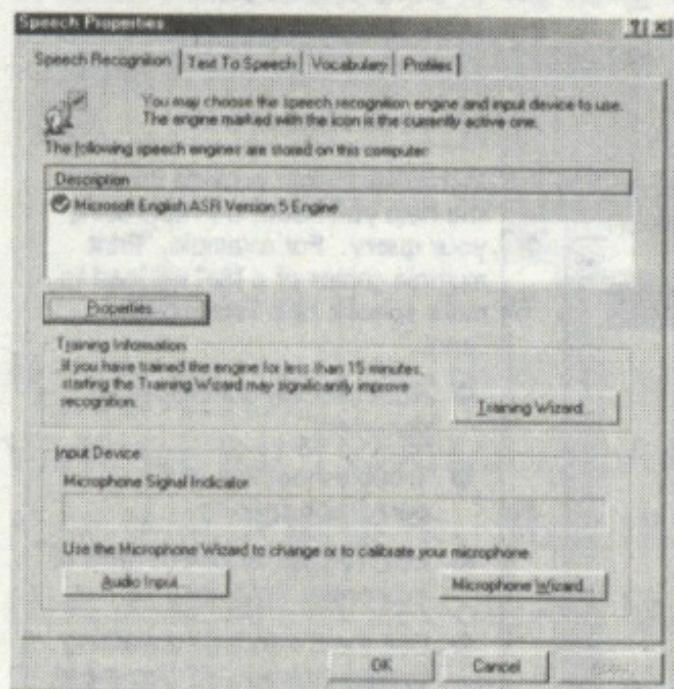 Speech Properties
Speech Recognition Text To Speech Vocabulary Profiles
You may choose the speech recognition engine and input device to use.
The engine marked with the icon is the currently active one.
The following speech engines are stored on this computer:
Description
Microsoft English ASR Version 5 Engine
Properties...
Training Information
If you have trained the engine for less than 15 minutes,
starting the Training Wizard may significantly improve
recognition.
Training Wizard...
Input Device
Microphone Signal Indicator
Use the Microphone Wizard to change or to calibrate your microphone.
Audio Input... Microphone Wizard...
OK Cancel